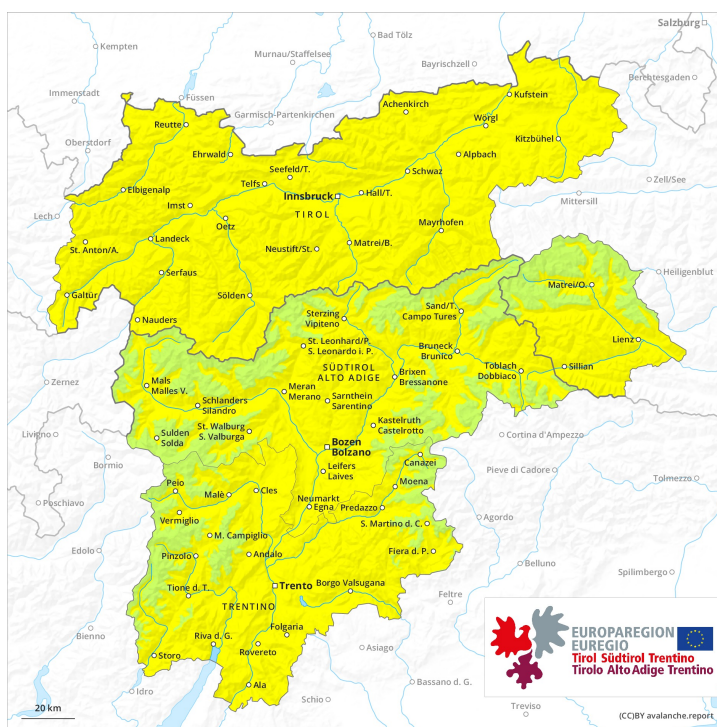 Salzburg
Kempten
Bad Tölz
Murnau/Staffelsee
Bayrischzell
Berchtesgaden
Immenstadt
Füssen
Achenkirch
Kufstein
Garmisch-Partenkirchen
Reutte
Wörgl
Oberstdorf
Kitzbühel
Ehrwald
Alpbach
Seefeld/T.
Schwaz
Zell/See
Telfs
Elbigenalp
Innsbruck
Hall/T.
Mittersill
Imst
TIROL
Lech
Oetz
Mayrhofen
Landeck
Neustift/St.
Matrei/B.
St. Anton/A.
Serfaus
Heiligenblut
Matrei/O.
Galtür
Sölden
Nauders
Sterzing
Vipiteno
Sand/T.
Campo Tures
St. Leonhard/P.
S. Leonardo i. P.
Lienz
Bruneck
Brunico
SÜDTIROL
ALTO ADIGE
Toblach
Dobbiaco
Sillian
Brixen
Bressanone
Mals
Malles V.
Meran
Merano
Zernez
Sarnthein
Sarentino
Schlanders
Silandro
Kastelruth
Castelrotto
St. Walburg
S. Valburga
Cortina d'Ampezzo
Livigno
Sulden
Solda
Bozen
Bolzano
Canazei
Bormio
Leifers
Laives
Pieve di Cadore
Tolmezzo
Peio
Moena
Malè
Cles
Neumarkt
Egna
Predazzo
Poschiavo
Agordo
Vermiglio
S. Martino d. C.
M. Campiglio
Edolo
Pinzolo
Andalo
Fiera d. P.
Belluno
Spilimbergo
Trento
Borgo Valsugana
Tione d. T.
Feltre
TRENTINO
Folgaria
Bienno
Riva d. G.
Rovereto
Asiago
Storo
Bassano d. G.
Ala
Idro
Schio
Treviso
20 km
EUROPAREGION
EUREGIO
Tirol Südtirol Trentino
Tirolo Alto Adige Trentino
(CC)BY avalanche.report